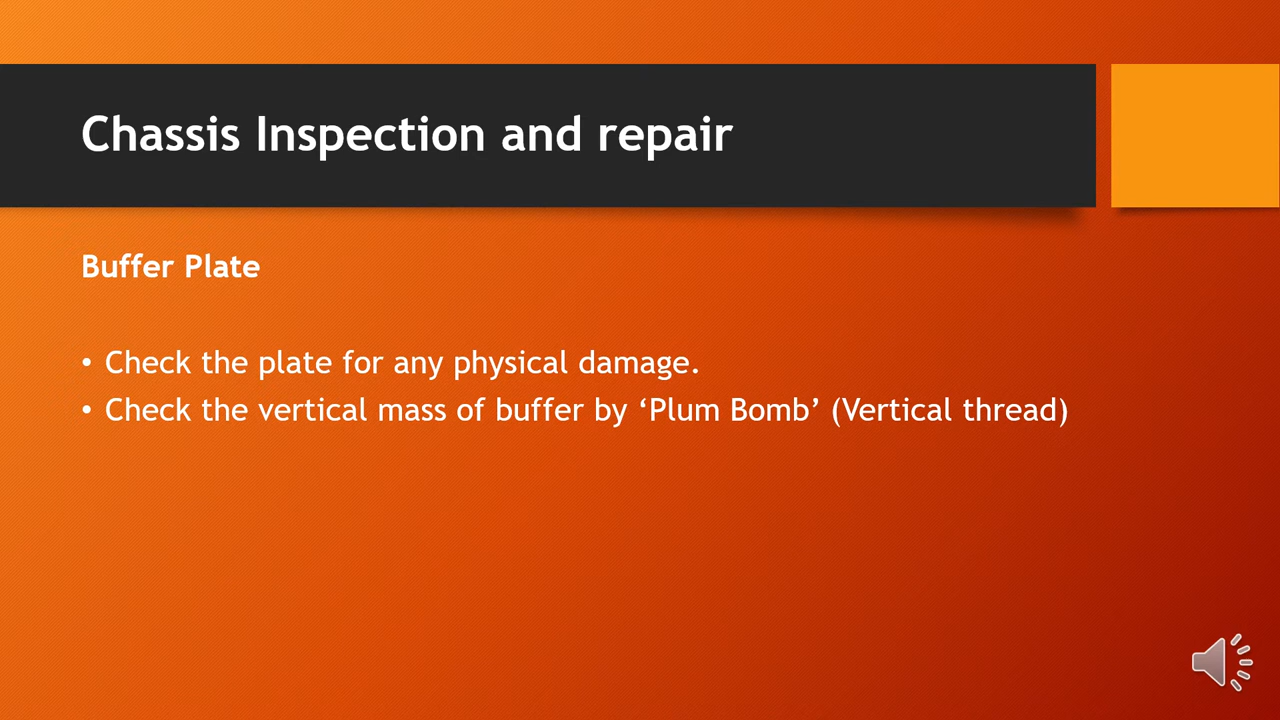 Chassis Inspection and repair
Buffer Plate
• Check the plate for any physical damage.
• Check the vertical mass of buffer by ‘Plum Bomb’ (Vertical thread)